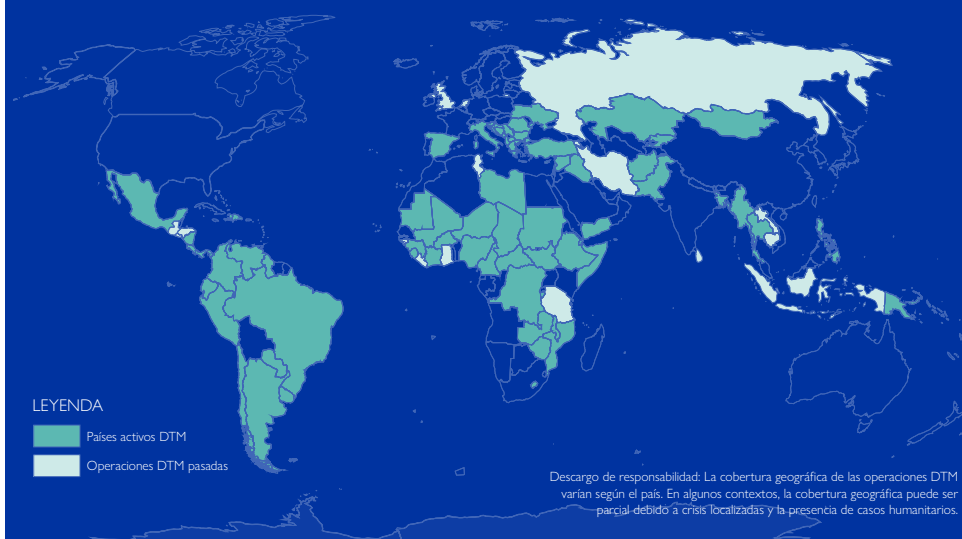 LEYENDA
Países activos DTM
Operaciones DTM pasadas
Descargo de responsabilidad: La cobertura geográfica de las operaciones DTM
varían según el país. En algunos contextos, la cobertura geográfica puede ser
parcial debido a crisis localizadas y la presencia de casos humanitarios.